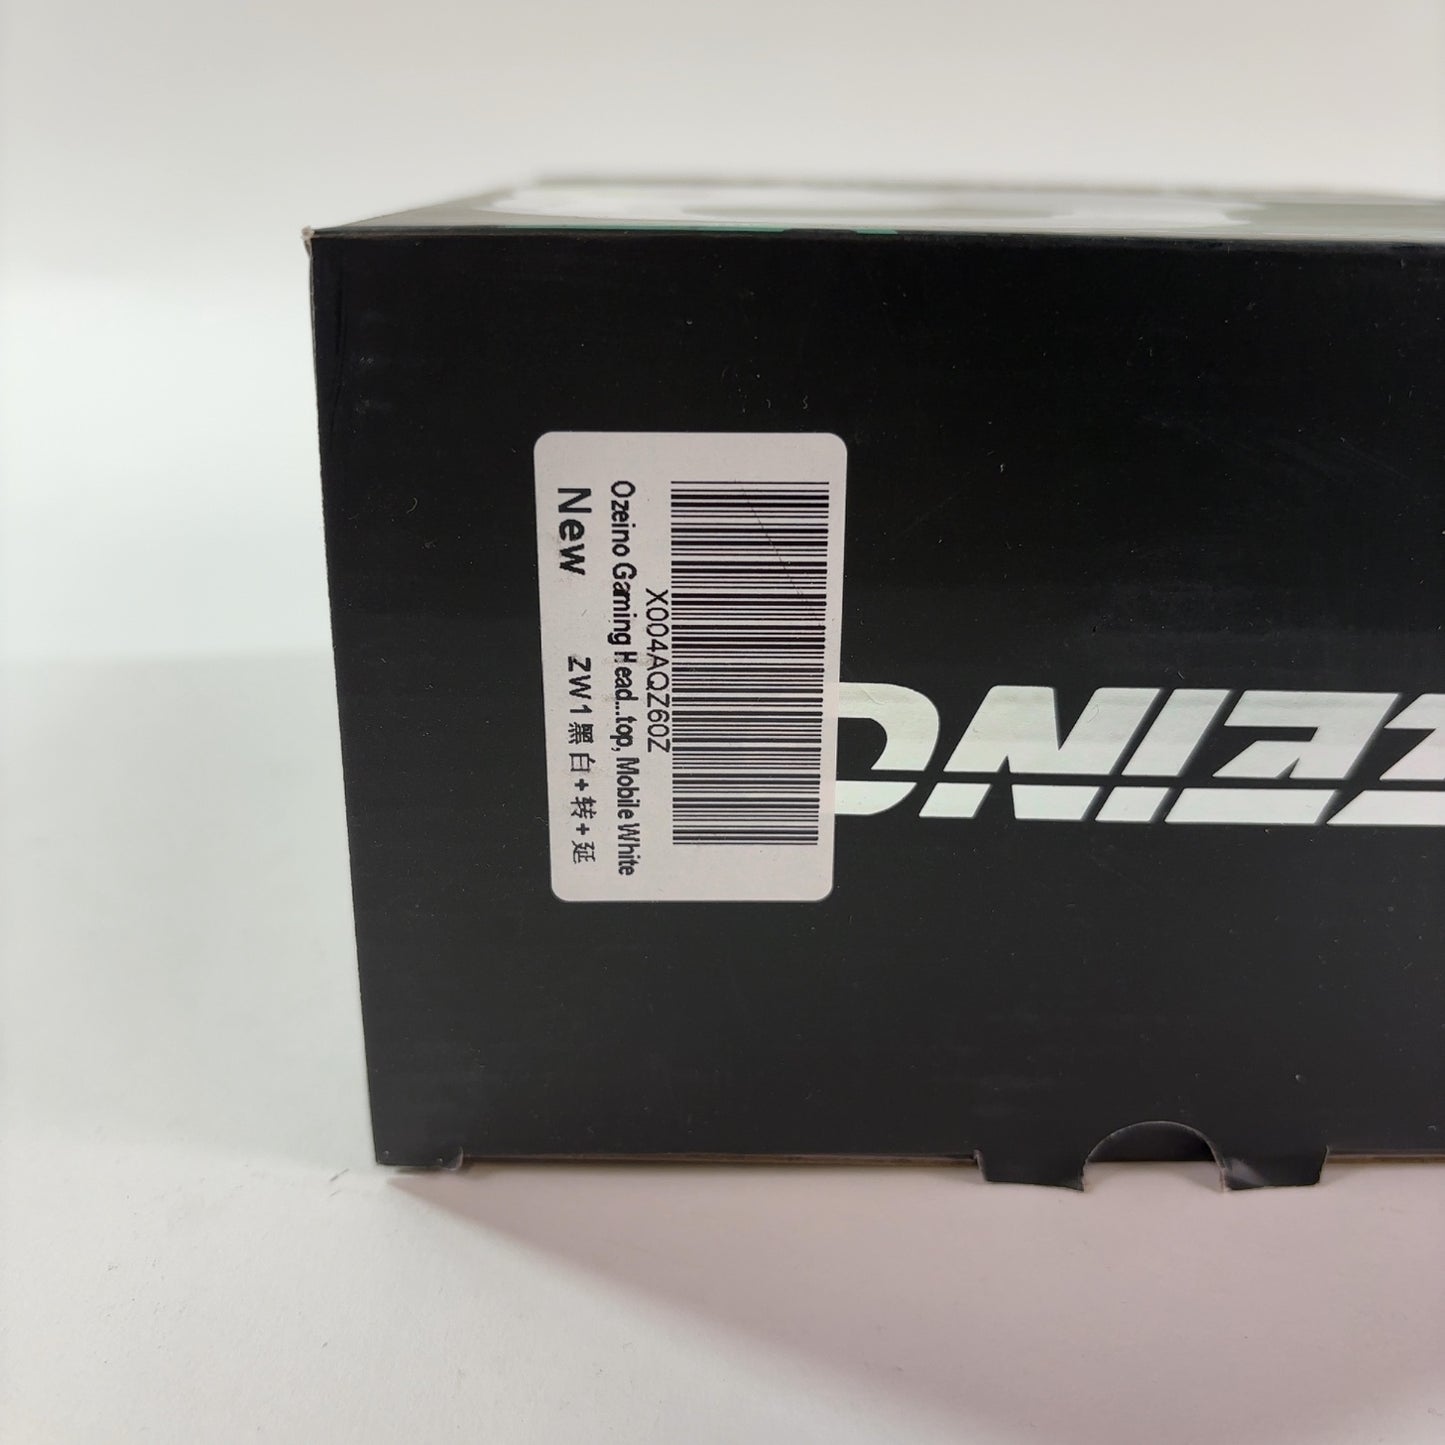 X004AQZ60Z
Ozeino Gaming Head...top, Mobile White
New ZW1黑白+转+延